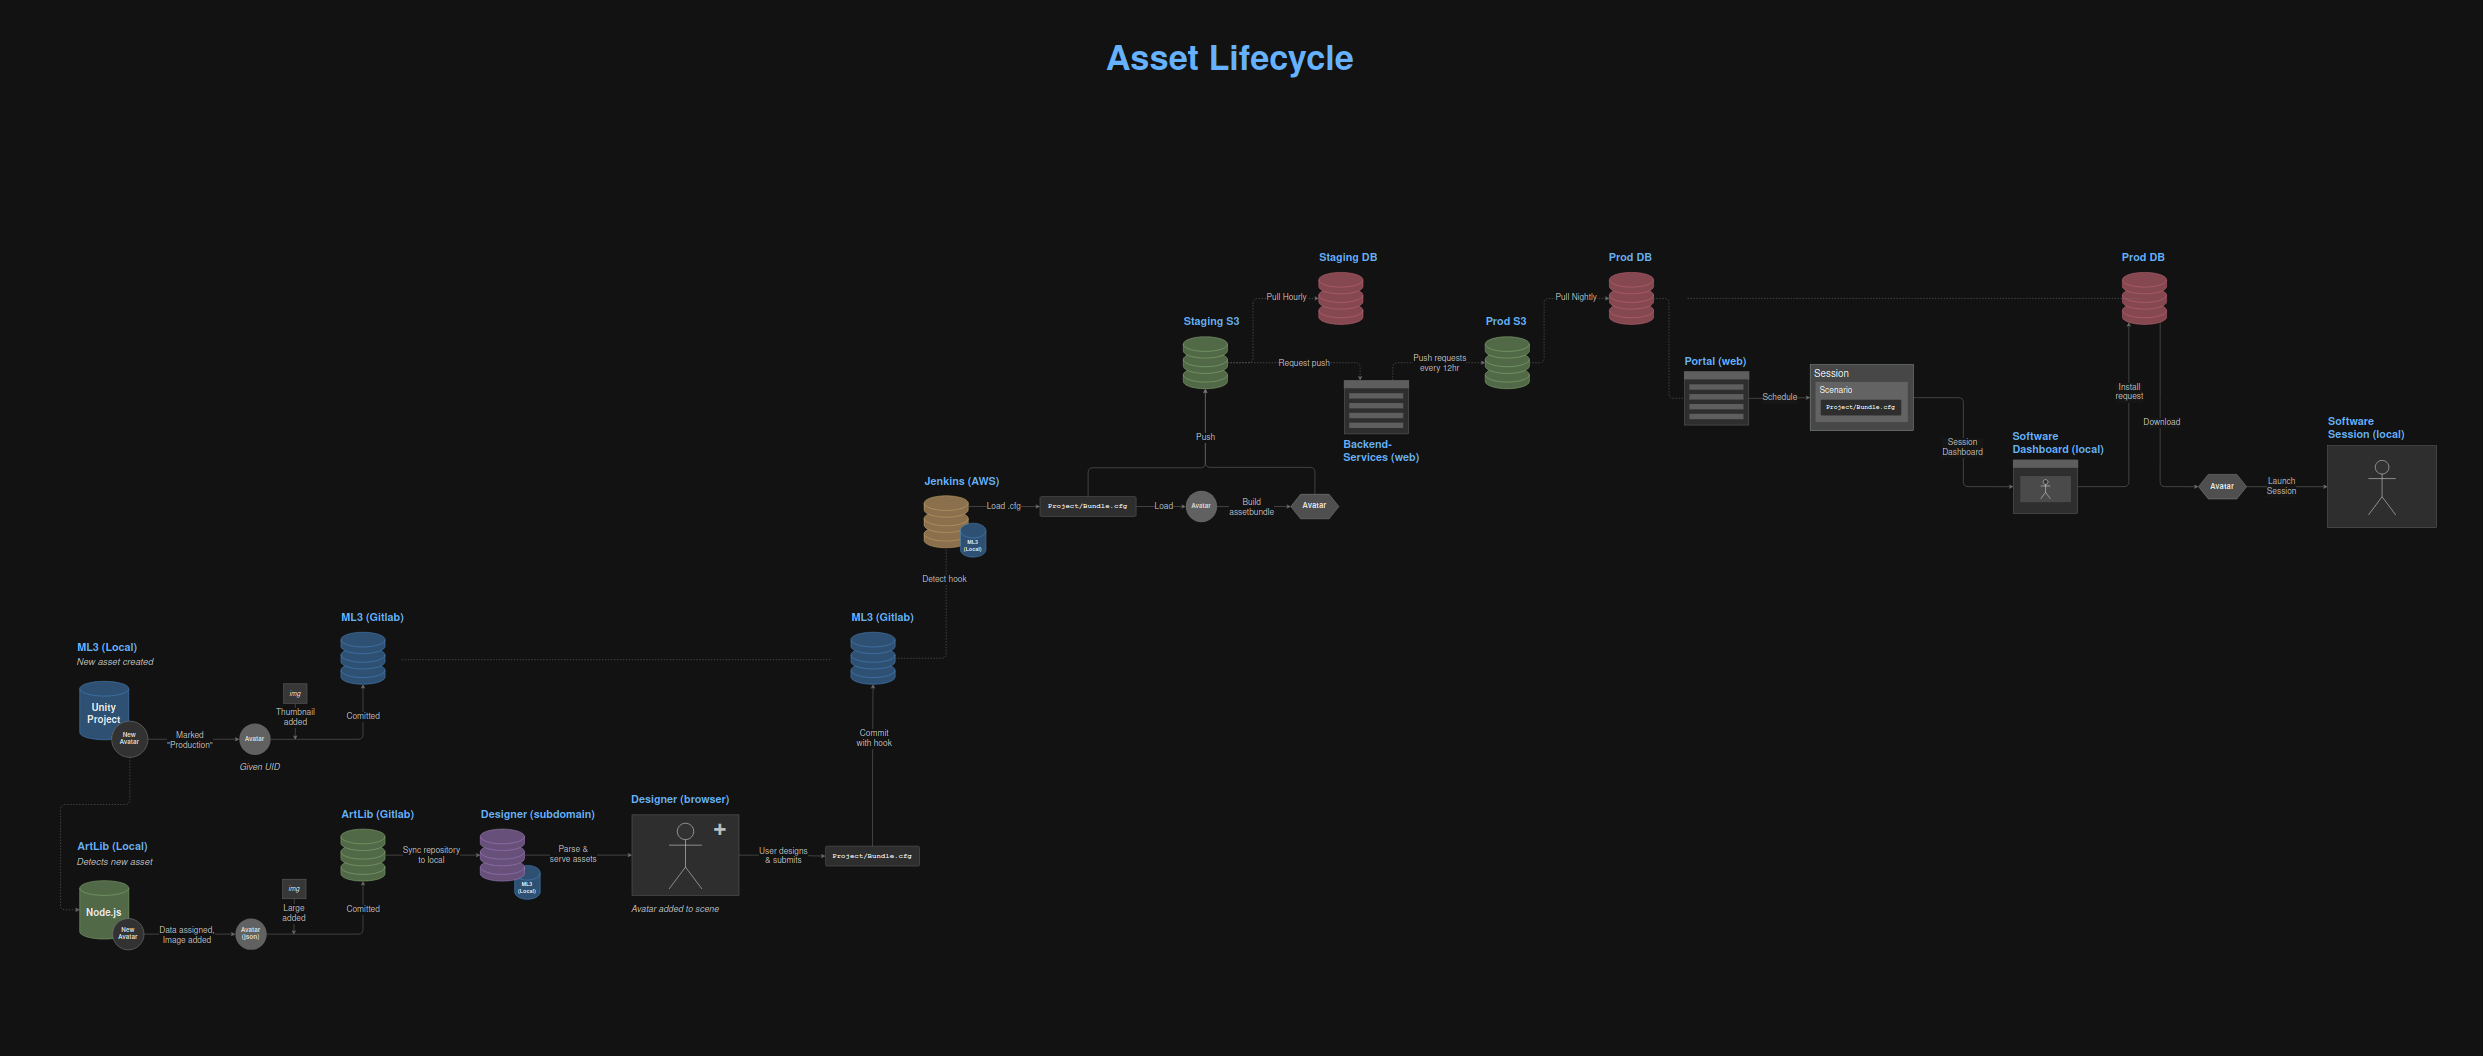 Asset Lifecycle
Staging DB
Prod DB
Prod DB
Pull Hourly
Pull Nightly
Staging S3
Prod S3
Request push
Push requests
every 12hr
Portal (web)
Session
Scenario
Project/Bundle.cfg
Schedule
Install
request
Download
Push
Backend-
Services (web)
Session
Dashboard
Software
Dashboard (local)
Software
Session (local)
Avatar
Launch
Session
Jenkins (AWS)
Load .cfg
Project/Bundle.cfg
Load
Avatar
Build
assetbundle
Avatar
ML3
(Local)
Detect hook
ML3 (Gitlab)
ML3 (Gitlab)
ML3 (Local)
New asset created
Unity
Project
New
Avatar
Marked
"Production"
Avatar
Given UID
img
Thumbnail
added
Comitted
Commit
with hook
ArtLib (Local)
Detects new asset
Node.js
New
Avatar
Data assigned,
Image added
Avatar
(json)
img
Large
added
Comitted
ArtLib (Gitlab)
Sync repository
to local
Designer (subdomain)
ML3
(Local)
Parse &
serve assets
Designer (browser)
+
Avatar added to scene
User designs
& submits
Project/Bundle.cfg